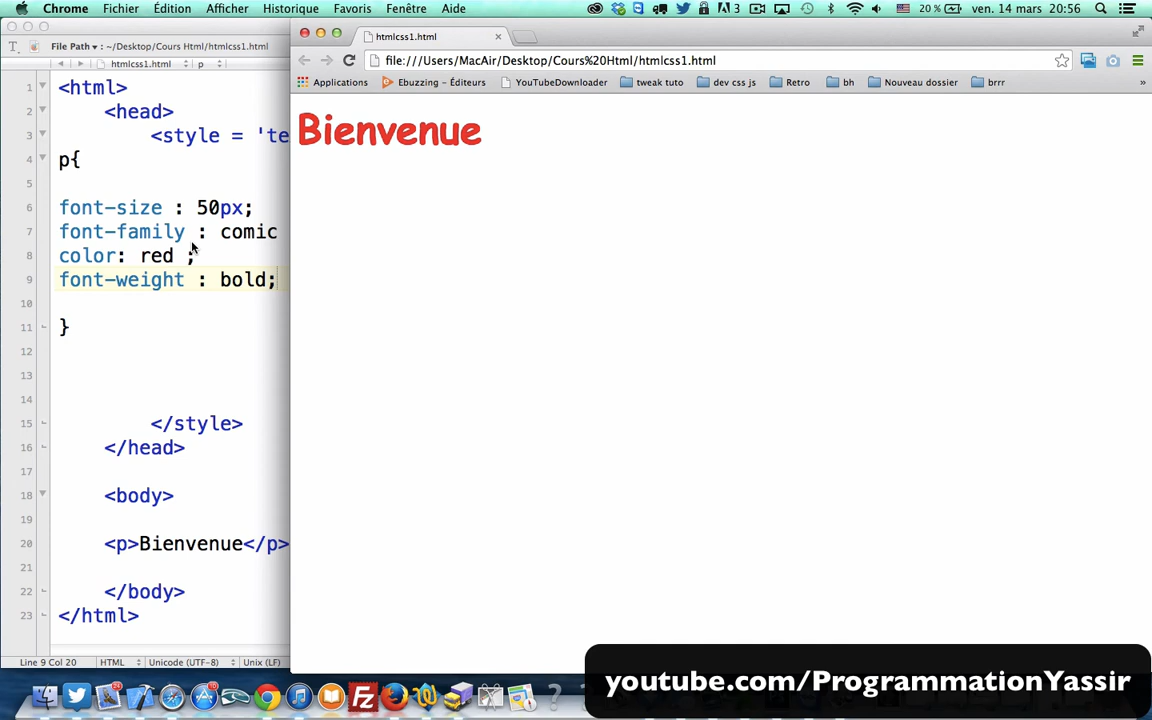 Chrome Fichier Édition Afficher Historique Favoris Fenêtre Aide 3 20 % ven. 14 mars 20:56
File Path : ~/Desktop/Cours Html/htmlcss1.html
htmlcss1.html p
1 <html>
2 <head>
3 <style = 'te
4 p{
5
6 font-size : 50px;
7 font-family : comic
8 color: red ;
9 font-weight : bold;
10
11 }
12
13
14
15 </style>
16 </head>
17
18 <body>
19
20 <p>Bienvenue</p>
21
22 </body>
23 </html>
Line 9 Col 20 HTML Unicode (UTF-8) Unix (LF)
htmlcss1.html
file:///Users/MacAir/Desktop/Cours%20Html/htmlcss1.html
Applications Ebuzzing - Éditeurs YouTubeDownloader tweak tuto dev css js Retro bh Nouveau dossier brrr »
Bienvenue
youtube.com/ProgrammationYassir